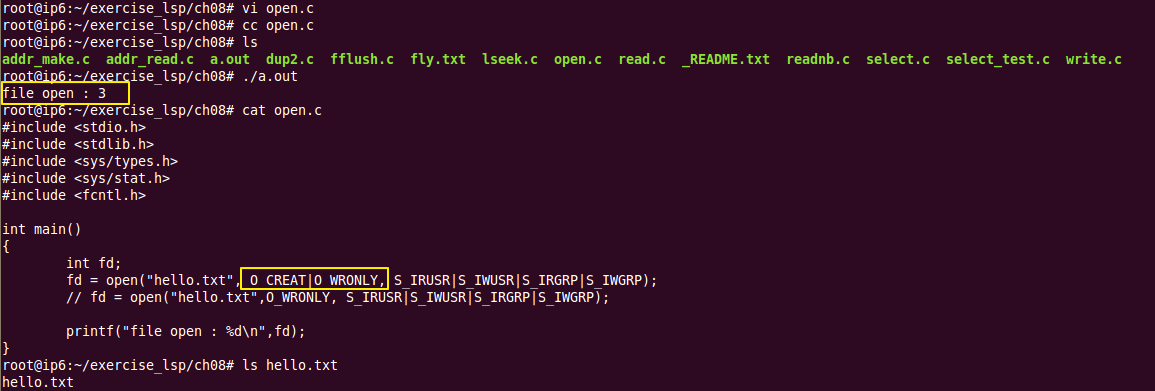 root@ip6:~/exercise_lsp/ch08# vi open.c
root@ip6:~/exercise_lsp/ch08# cc open.c
root@ip6:~/exercise_lsp/ch08# ls
addr_make.c  addr_read.c  a.out  dup2.c  fflush.c  fly.txt  lseek.c  open.c  read.c  _README.txt  readnb.c  select.c  select_test.c  write.c
root@ip6:~/exercise_lsp/ch08# ./a.out
file open : 3
root@ip6:~/exercise_lsp/ch08# cat open.c
#include <stdio.h>
#include <stdlib.h>
#include <sys/types.h>
#include <sys/stat.h>
#include <fcntl.h>

int main()
{
        int fd;
        fd = open("hello.txt", O_CREAT|O_WRONLY, S_IRUSR|S_IWUSR|S_IRGRP|S_IWGRP);
        // fd = open("hello.txt",O_WRONLY, S_IRUSR|S_IWUSR|S_IRGRP|S_IWGRP);

        printf("file open : %d\n",fd);
}
root@ip6:~/exercise_lsp/ch08# ls hello.txt
hello.txt